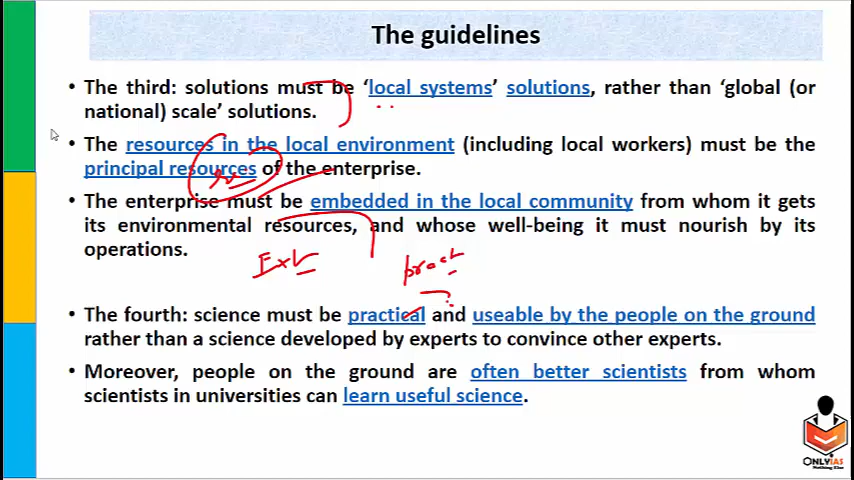 The guidelines
• The third: solutions must be ‘local systems’ solutions, rather than ‘global (or
national) scale’ solutions.
• The resources in the local environment (including local workers) must be the
principal resources of the enterprise.
• The enterprise must be embedded in the local community from whom it gets
its environmental resources, and whose well-being it must nourish by its
operations.
• The fourth: science must be practical and useable by the people on the ground
rather than a science developed by experts to convince other experts.
• Moreover, people on the ground are often better scientists from whom
scientists in universities can learn useful science.
ONLYIAS
Nothing Else